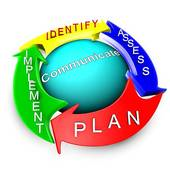 IDENTIFY
ASSESS
PLAN
IMPLEMENT
Communicate